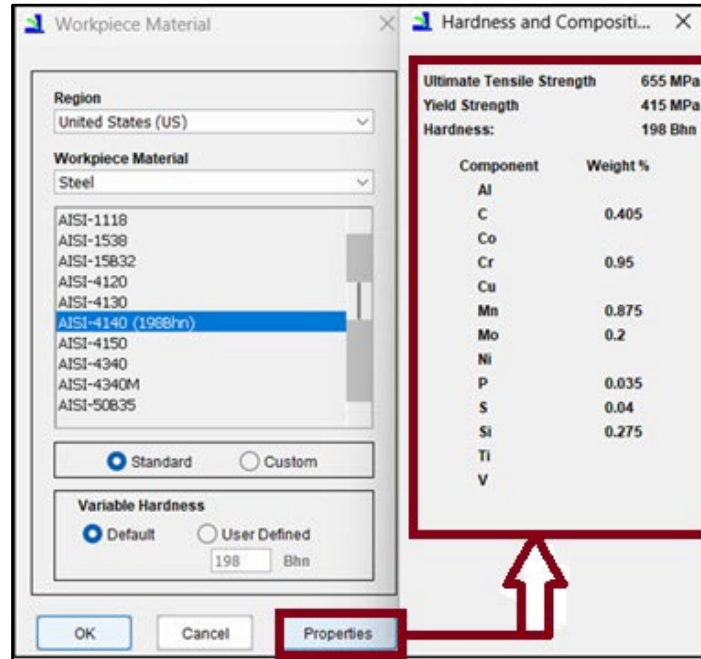 Workpiece Material
Region
United States (US)
Workpiece Material
Steel
AISI-1118
AISI-1538
AISI-15B32
AISI-4120
AISI-4130
AISI-4140 (198Bhn)
AISI-4150
AISI-4340
AISI-4340M
AISI-50B35
Standard Custom
Variable Hardness
Default User Defined
198 Bhn
OK Cancel Properties
Hardness and Compositi...
Ultimate Tensile Strength 655 MPa
Yield Strength 415 MPa
Hardness: 198 Bhn
Component Weight %
Al
C 0.405
Co
Cr 0.95
Cu
Mn 0.875
Mo 0.2
Ni
P 0.035
S 0.04
Si 0.275
Ti
V